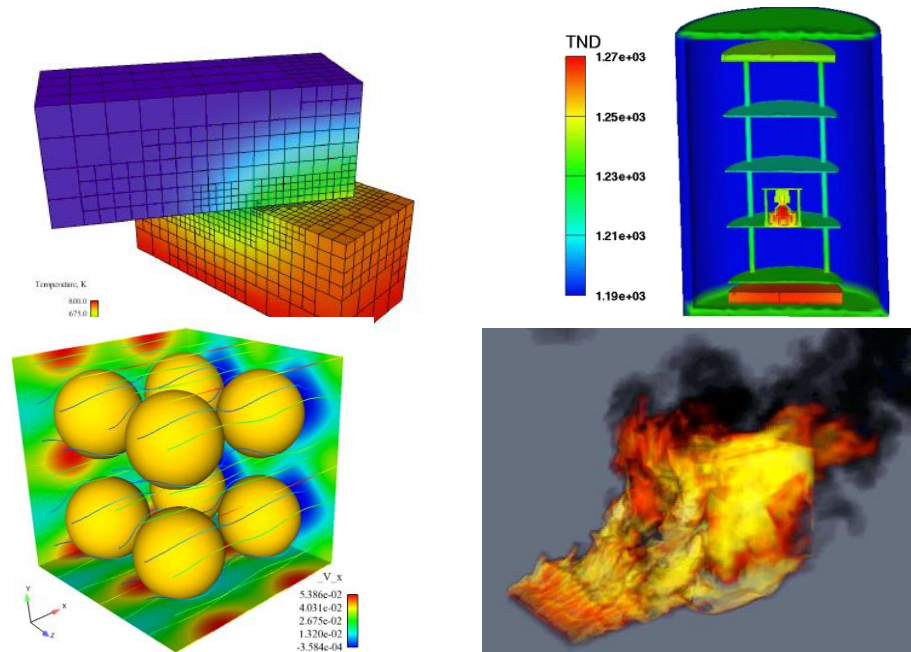 Temperature, K
800.0
675.0
TND
1.27e+03
1.25e+03
1.23e+03
1.21e+03
1.19e+03
_V_x
5.386e-02
4.031e-02
2.675e-02
1.320e-02
-3.584e-04
Y
X
Z